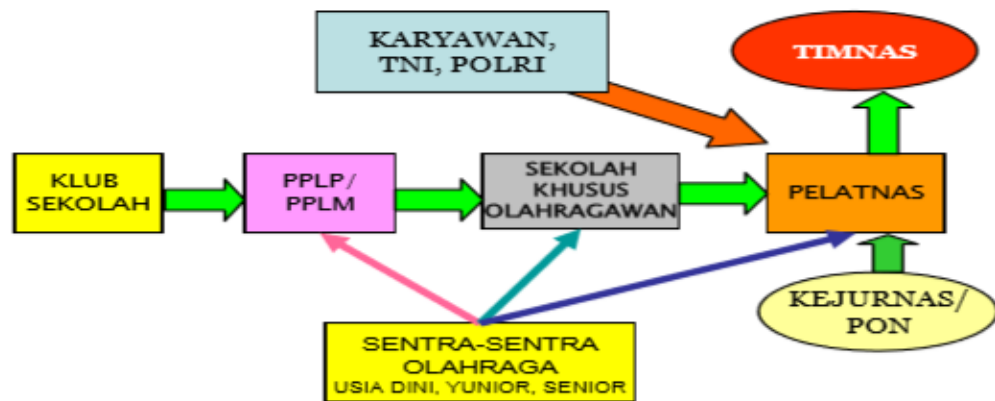 KARYAWAN,
TNI, POLRI
TIMNAS
KLUB
SEKOLAH
PPLP/
PPLM
SEKOLAH
KHUSUS
OLAHRAGAWAN
PELATNAS
SENTRA-SENTRA
OLAHRAGA
USIA DINI, YUNIOR, SENIOR
KEJURNAS/
PON